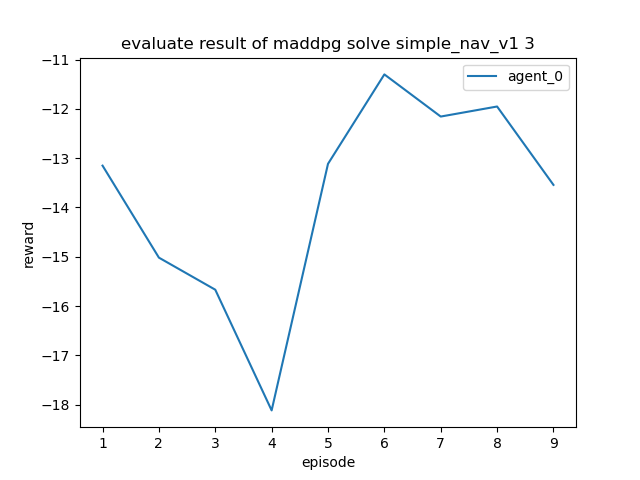 evaluate result of maddpg solve simple_nav_v1 3
agent_0
−11
−12
−13
−14
−15
−16
−17
−18
reward
1 2 3 4 5 6 7 8 9
episode